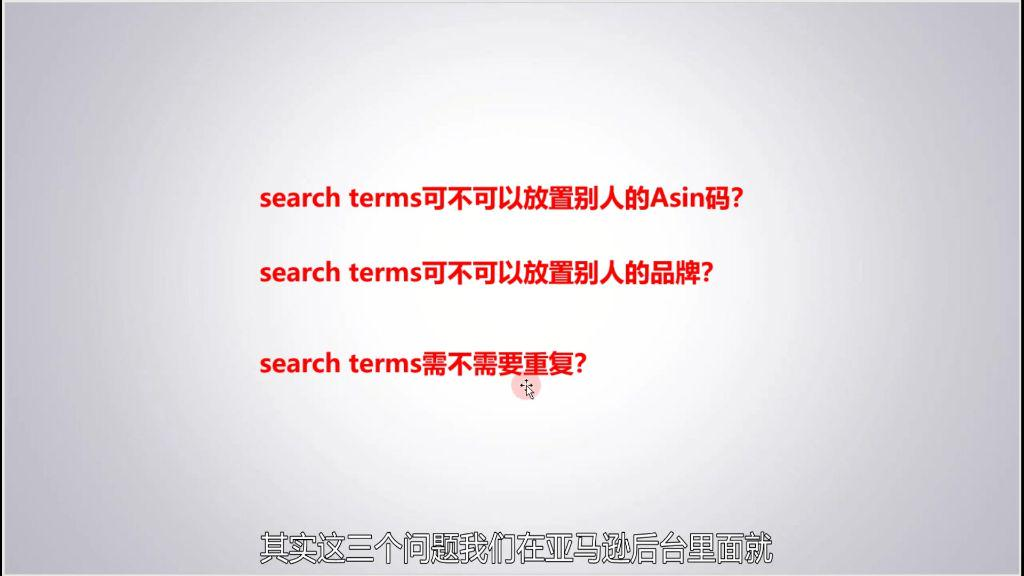 search terms可不可以放置别人的Asin码?
search terms可不可以放置别人的品牌?
search terms需不需要重复?
其实这三个问题我们在亚马逊后台里面就